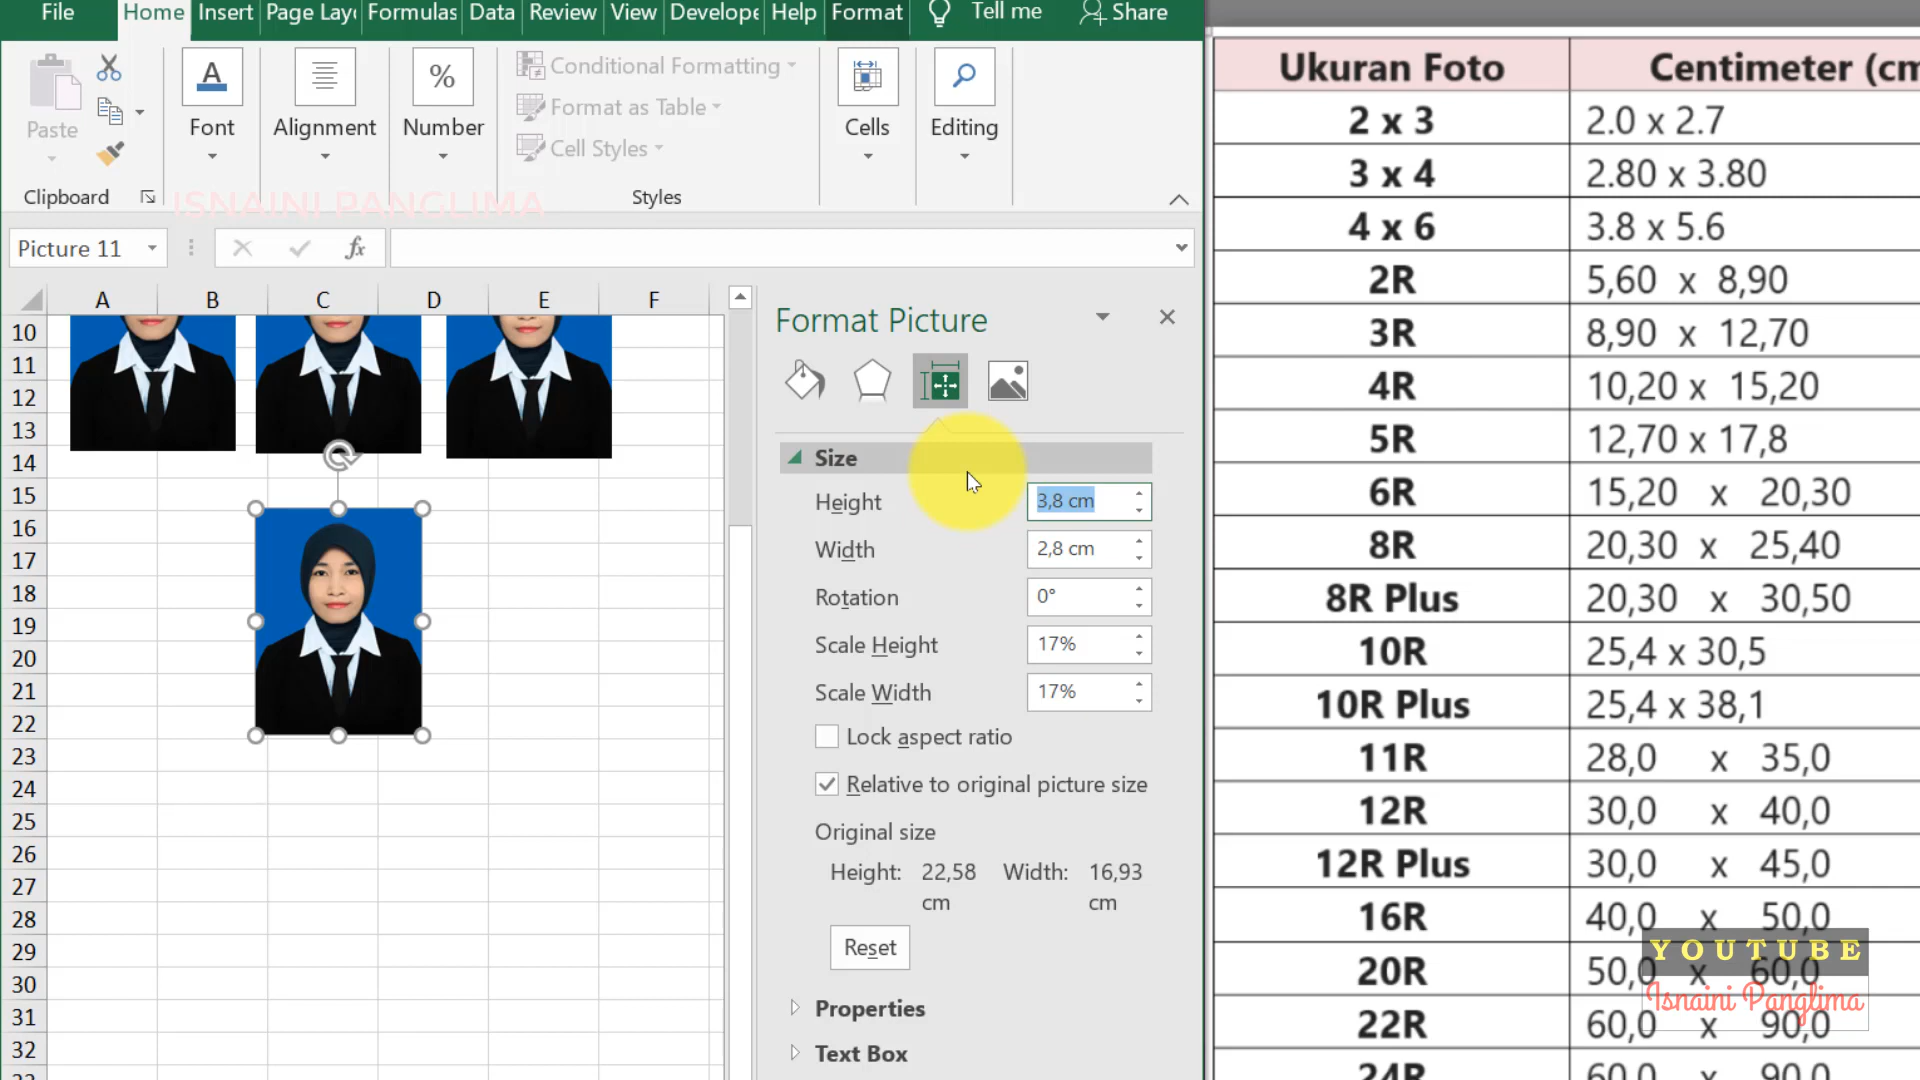 File Home Insert Page Layo Formulas Data Review View Develope Help Format Tell me Share
Paste
Font
Alignment
%
Number
Conditional Formatting
Format as Table
Cell Styles
Cells
Editing
Clipboard
Styles
ISNAINI PANGLIMA
Picture 11
fx
A B C D E F
10
11
12
13
14
15
16
17
18
19
20
21
22
23
24
25
26
27
28
29
30
31
32
Format Picture
Size
Height 3,8 cm
Width 2,8 cm
Rotation 0°
Scale Height 17%
Scale Width 17%
Lock aspect ratio
Relative to original picture size
Original size
Height: 22,58 cm Width: 16,93 cm
Reset
Properties
Text Box
Ukuran Foto Centimeter (cm
2 x 3 2.0 x 2.7
3 x 4 2.80 x 3.80
4 x 6 3.8 x 5.6
2R 5,60 x 8,90
3R 8,90 x 12,70
4R 10,20 x 15,20
5R 12,70 x 17,8
6R 15,20 x 20,30
8R 20,30 x 25,40
8R Plus 20,30 x 30,50
10R 25,4 x 30,5
10R Plus 25,4 x 38,1
11R 28,0 x 35,0
12R 30,0 x 40,0
12R Plus 30,0 x 45,0
16R 40,0 x 50,0
20R 50,0 x 60,0
22R 60,0 x 90,0
24R 60,0 x 90,0
YOUTUBE
Isnaini Panglima